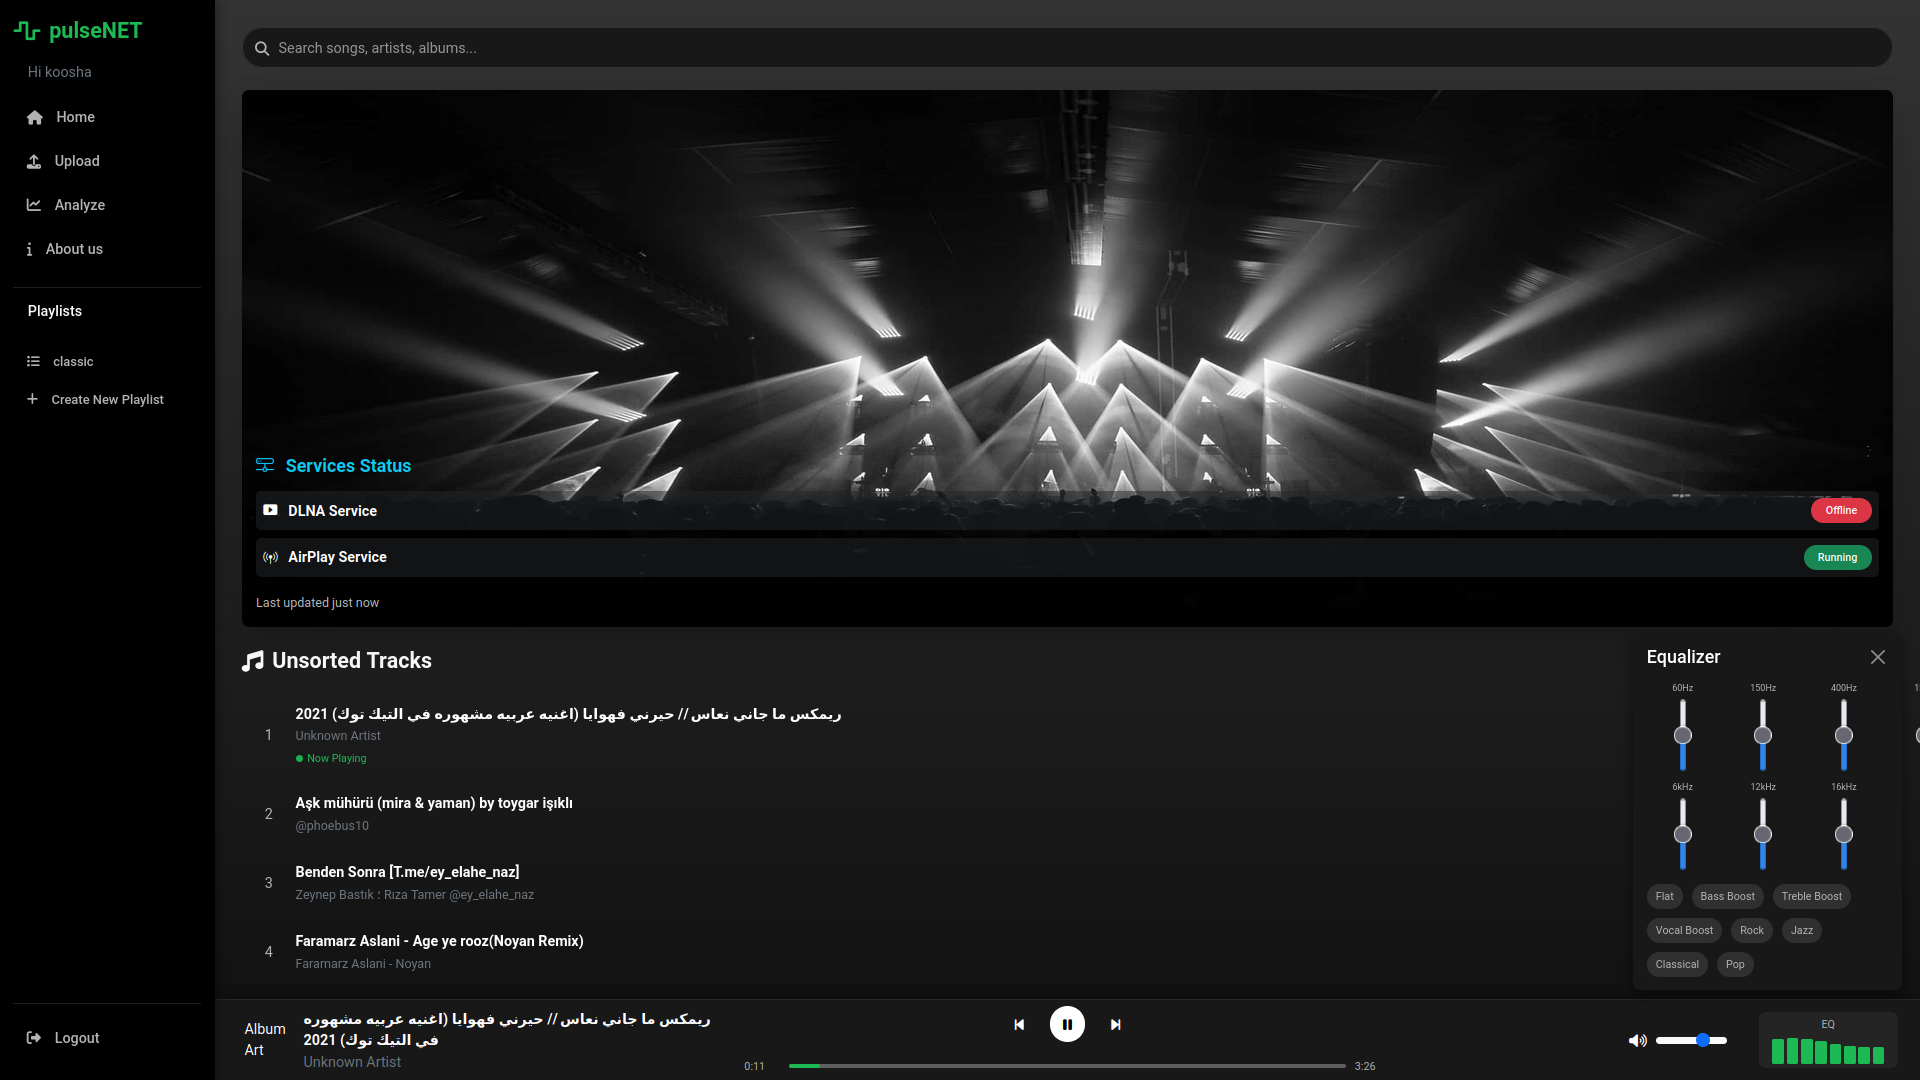 pulseNET
Hi koosha
Home
Upload
Analyze
About us
Playlists
classic
Create New Playlist
Logout
Search songs, artists, albums...
Services Status
DLNA Service
Offline
AirPlay Service
Running
Last updated just now
Unsorted Tracks
1
ريمكس ما جاني نعاس // حيرني فهوايا (اغنيه عربيه مشهوره في التيك توك) 2021
Unknown Artist
Now Playing
2
Aşk mühürü (mira & yaman) by toygar işıklı
@phoebus10
3
Benden Sonra [T.me/ey_elahe_naz]
Zeynep Bastık ؛ Rıza Tamer @ey_elahe_naz
4
Faramarz Aslani - Age ye rooz(Noyan Remix)
Faramarz Aslani - Noyan
Equalizer
60Hz 150Hz 400Hz
6kHz 12kHz 16kHz
Flat Bass Boost Treble Boost
Vocal Boost Rock Jazz
Classical Pop
Album
Art
ريمكس ما جاني نعاس // حيرني فهوايا (اغنيه عربيه مشهوره
في التيك توك) 2021
Unknown Artist
0:11
3:26
EQ